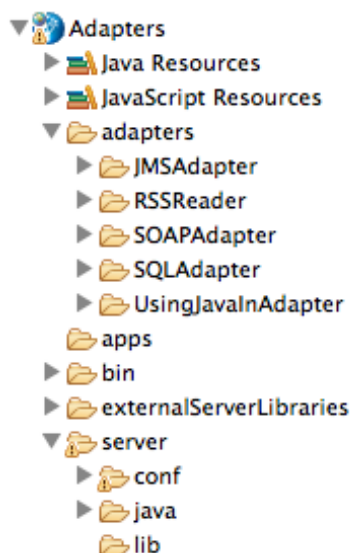 Adapters
Java Resources
JavaScript Resources
adapters
JMSAdapter
RSSReader
SOAPAdapter
SQLAdapter
UsingJavaInAdapter
apps
bin
externalServerLibraries
server
conf
java
lib